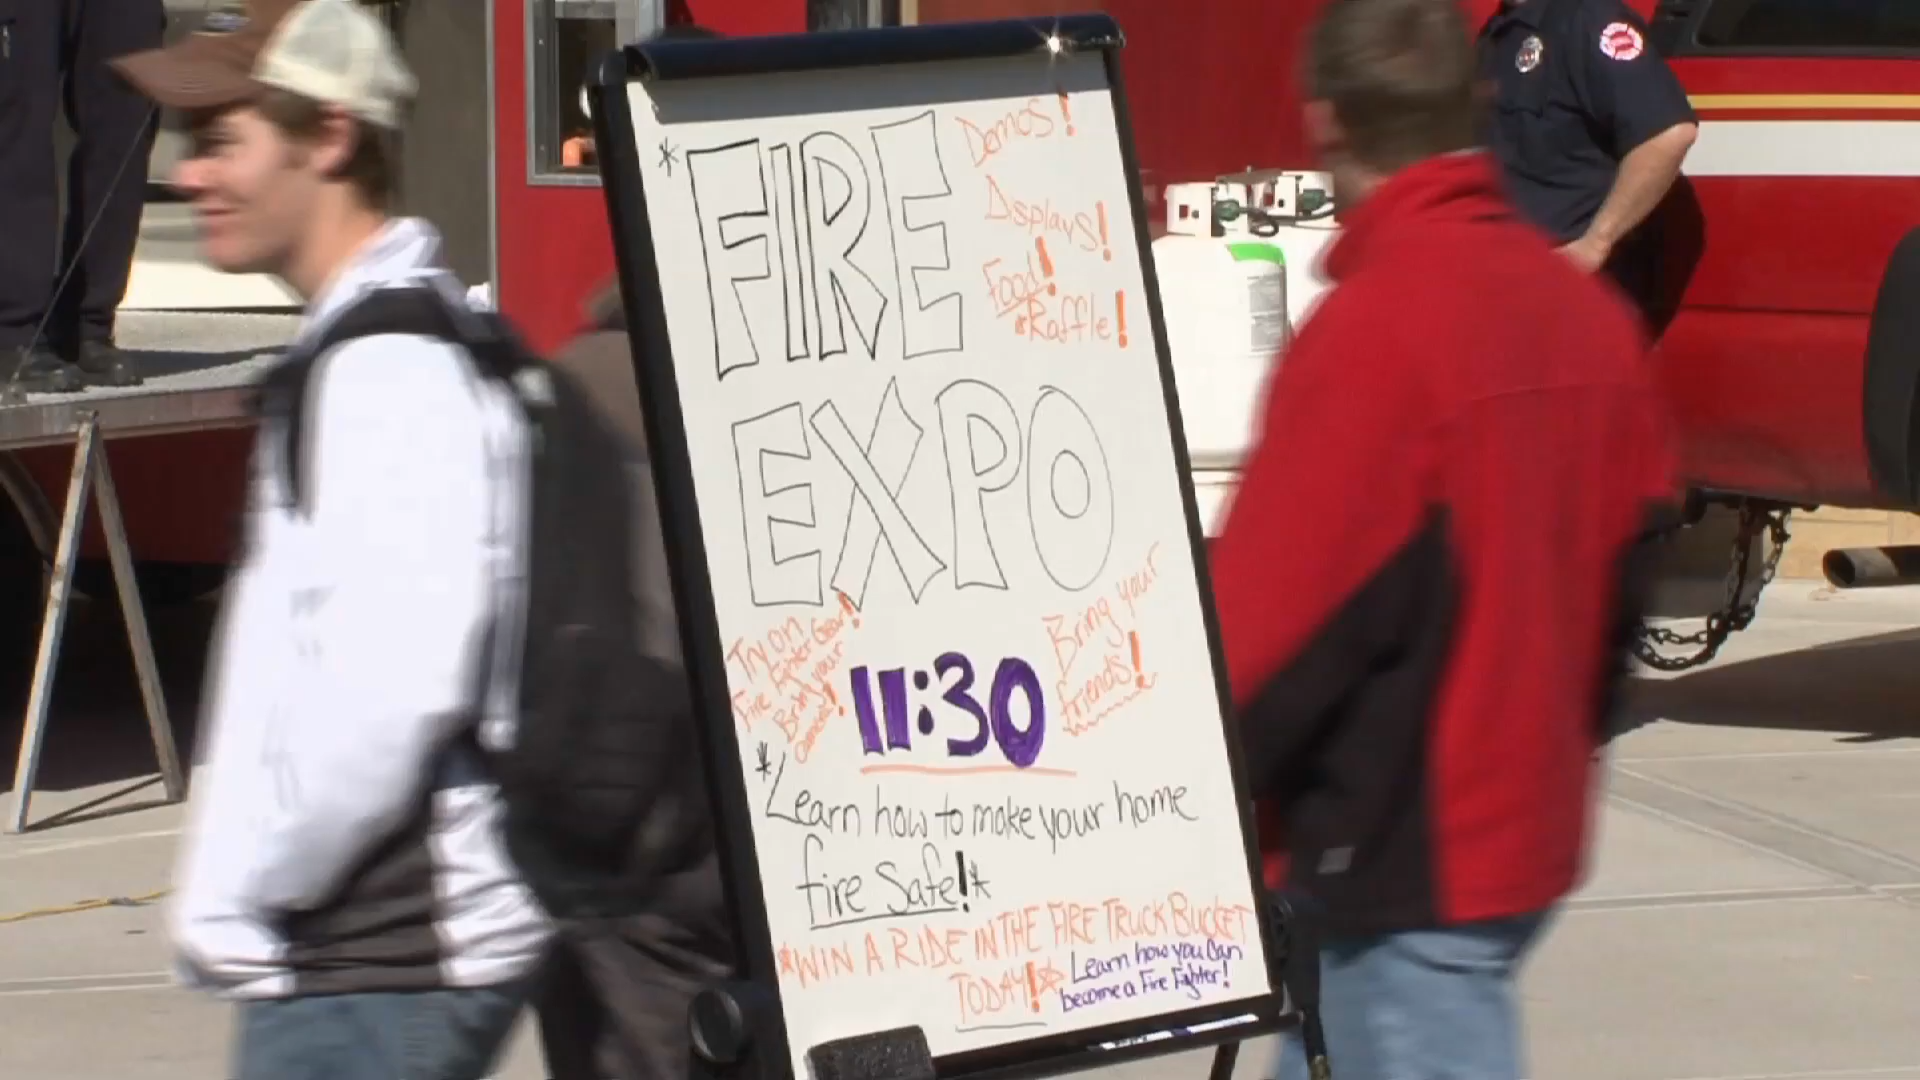 *FIRE
EXPO
Demos!
Displays!
Food!
*Raffle!
Try on
Fire Fighter Gear!
Bring your
camera!
11:30
Bring your
friends!
*Learn how to make your home
fire Safe!*
*WIN A RIDE IN THE FIRE TRUCK BUCKET
TODAY!*
Learn how you Can
become a Fire Fighter!